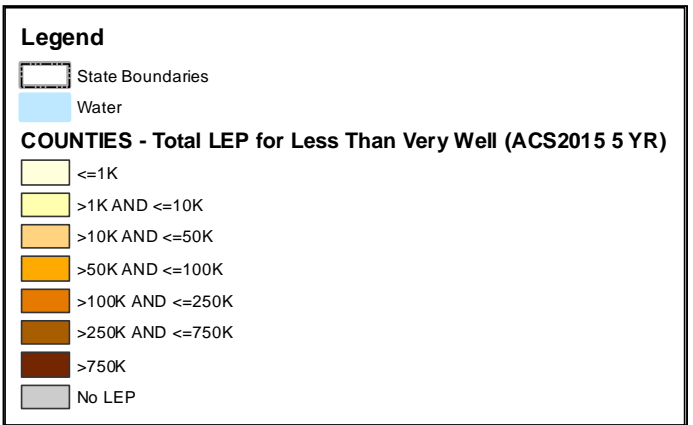 Legend
State Boundaries
Water
COUNTIES - Total LEP for Less Than Very Well (ACS2015 5 YR)
<=1K
>1K AND <=10K
>10K AND <=50K
>50K AND <=100K
>100K AND <=250K
>250K AND <=750K
>750K
No LEP